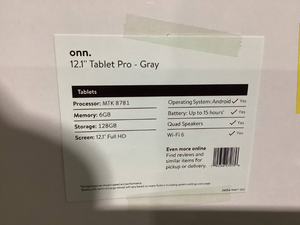 onn.
12.1" Tablet Pro - Gray
Tablets
Processor: MTK 8781
Memory: 6GB
Storage: 128GB
Screen: 12.1" Full HD
Operating System: Android ✓ Yes
Battery: Up to 15 hours* ✓ Yes
Quad Speakers ✓ Yes
Wi-Fi 6 ✓ Yes
Even more online
Find reviews and
similar items for
pickup or delivery.